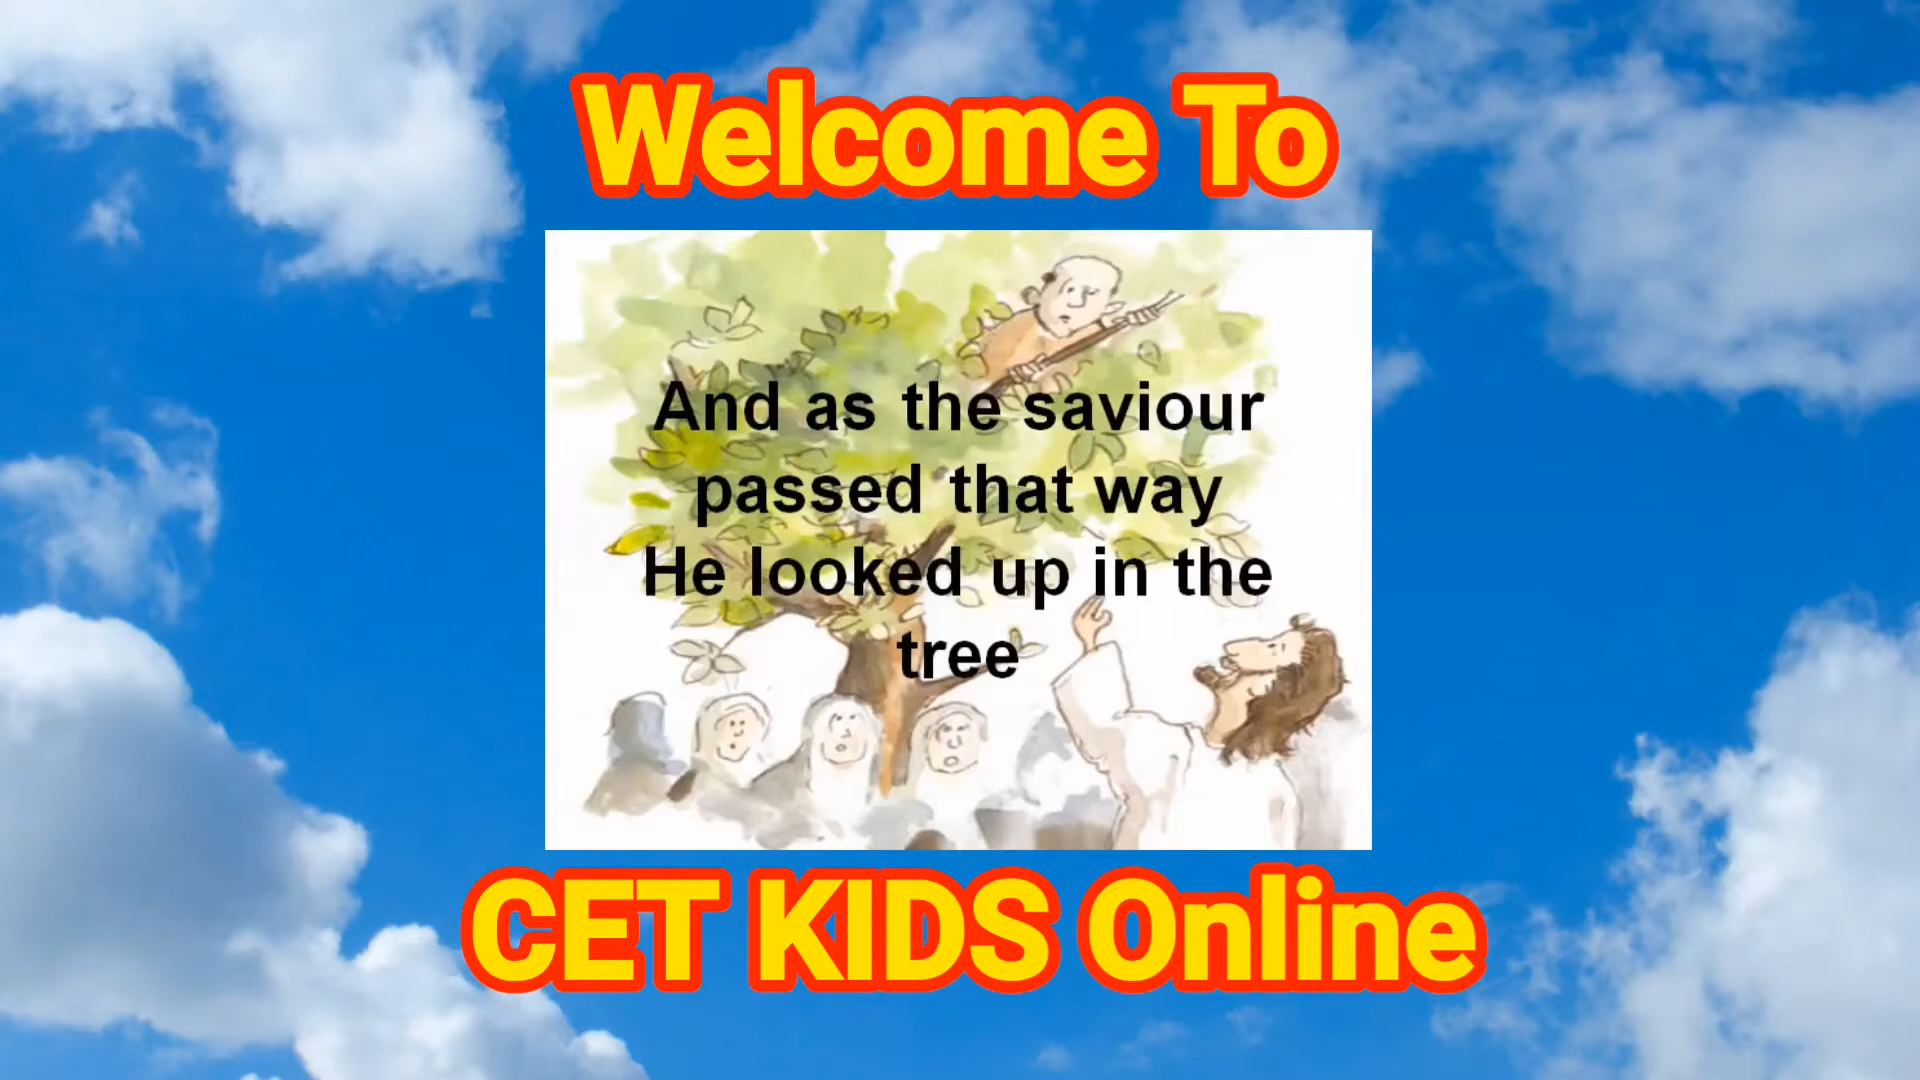 Welcome To
And as the saviour
passed that way
He looked up in the
tree
CET KIDS Online